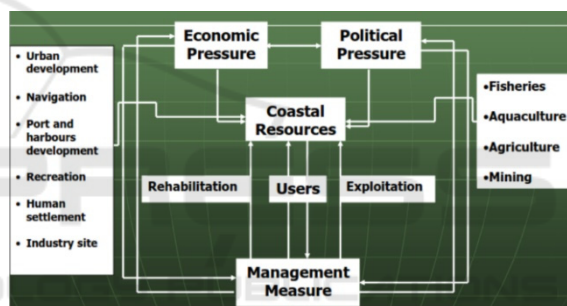 Economic
Pressure
Political
Pressure
• Urban
development
• Navigation
• Port and
harbours
development
• Recreation
• Human
settlement
• Industry site
Coastal
Resources
•Fisheries
•Aquaculture
•Agriculture
•Mining
Rehabilitation
Users
Exploitation
Management
Measure